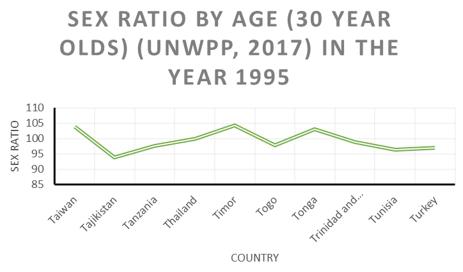 SEX RATIO BY AGE (30 YEAR
OLDS) (UNWPP, 2017) IN THE
YEAR 1995
110
105
100
95
90
85
SEX RATIO
Taiwan
Tajikistan
Tanzania
Thailand
Timor
Togo
Tonga
Trinidad and...
Tunisia
Turkey
COUNTRY